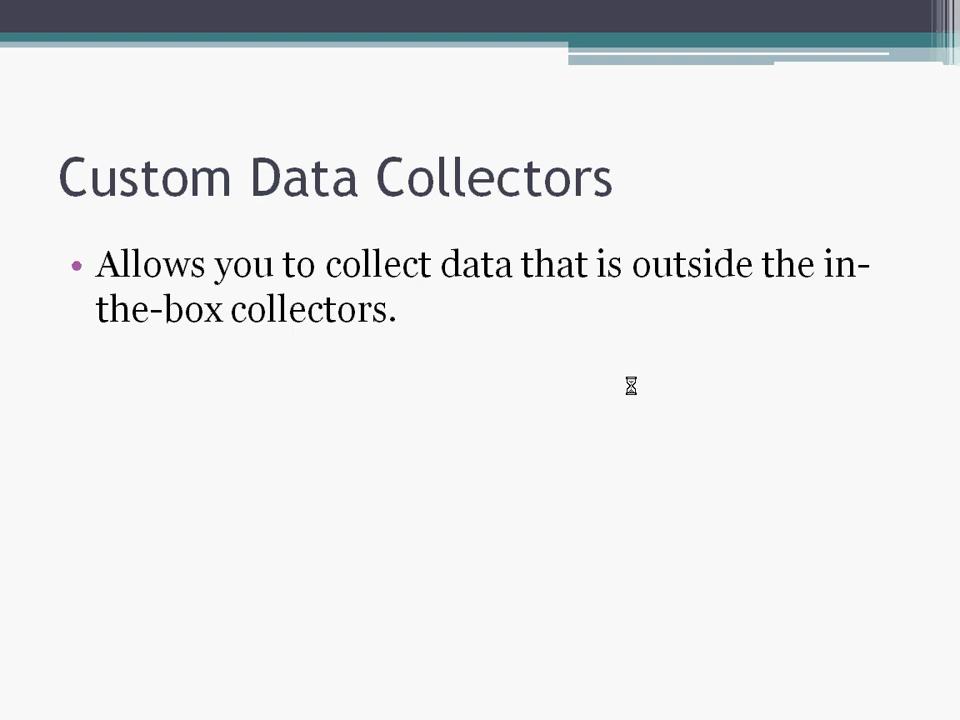 Custom Data Collectors
• Allows you to collect data that is outside the in-
the-box collectors.